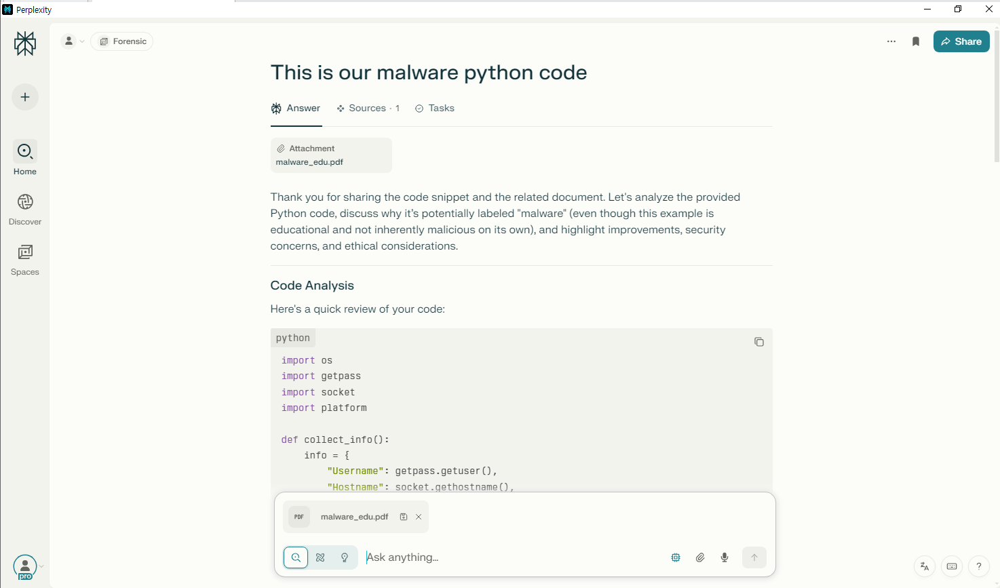 Perplexity
Forensic
Share
This is our malware python code
Answer
Sources · 1
Tasks
Attachment
malware_edu.pdf
Thank you for sharing the code snippet and the related document. Let's analyze the provided
Python code, discuss why it's potentially labeled "malware" (even though this example is
educational and not inherently malicious on its own), and highlight improvements, security
concerns, and ethical considerations.
Code Analysis
Here's a quick review of your code:
python
import os
import getpass
import socket
import platform
def collect_info():
info = {
"Username": getpass.getuser(),
"Hostname": socket.gethostname(),
PDF
malware_edu.pdf
Ask anything...
Home
Discover
Spaces
pro
?